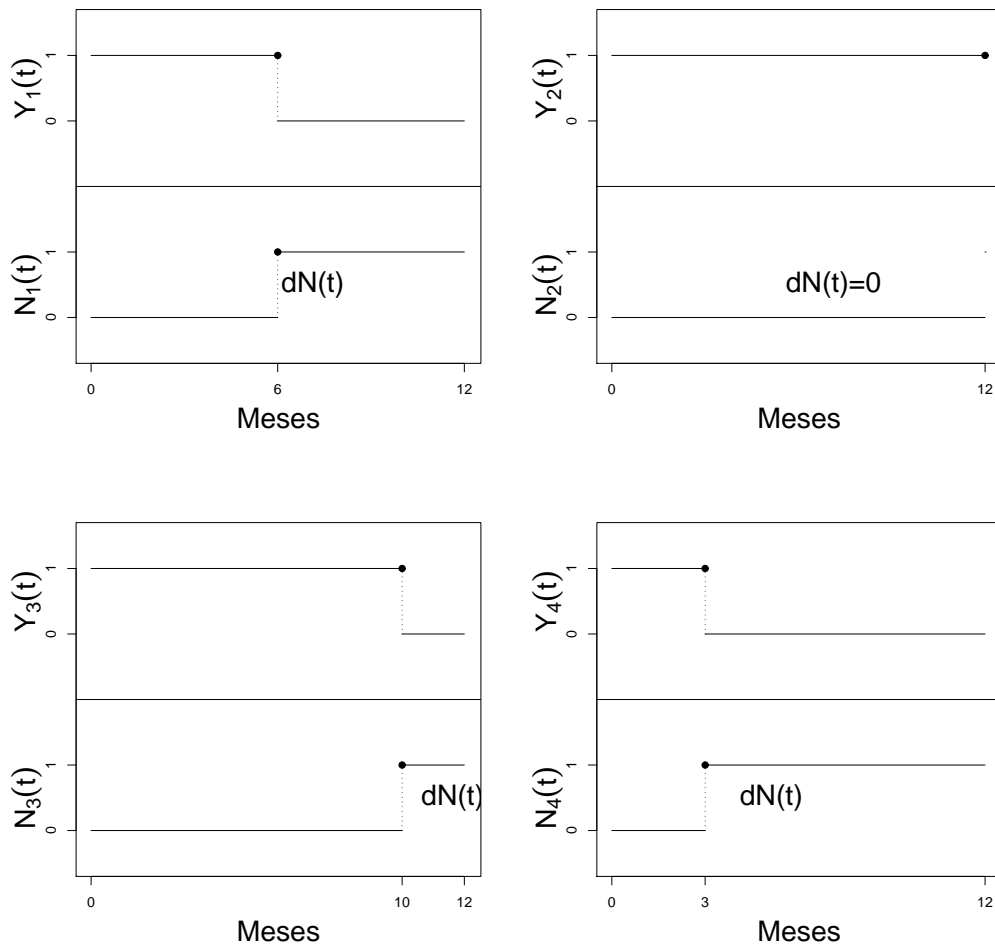 Y₁(t)
1
0
N₁(t)
1
0
dN(t)
0 6 12
Meses
Y₂(t)
1
0
N₂(t)
1
0
dN(t)=0
0 12
Meses
Y₃(t)
1
0
N₃(t)
1
0
dN(t)
0 10 12
Meses
Y₄(t)
1
0
N₄(t)
1
0
dN(t)
0 3 12
Meses